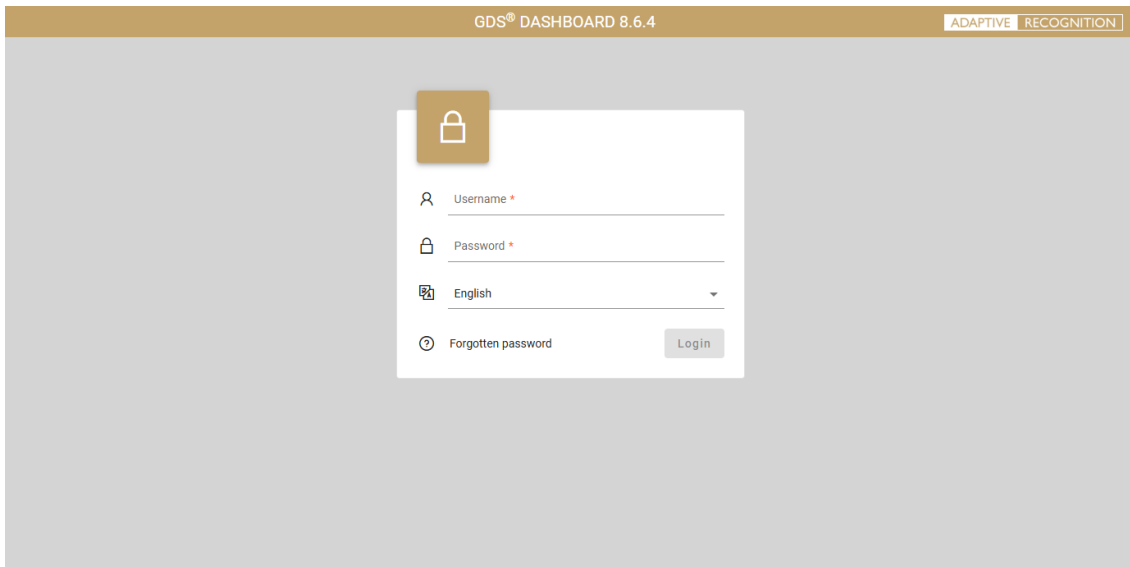 GDS® DASHBOARD 8.6.4
ADAPTIVE RECOGNITION
Username *
Password *
English
Forgotten password
Login